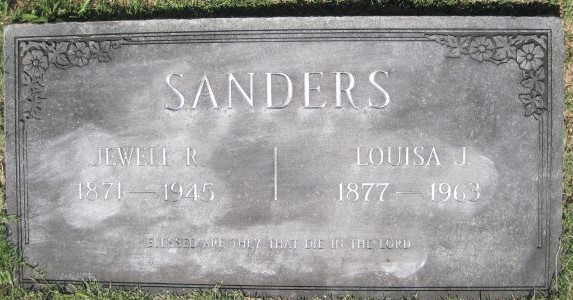 SANDERS
JEWELL R. LOUISA J.
1871—1945 1877—1963
BLESSED ARE THEY THAT DIE IN THE LORD